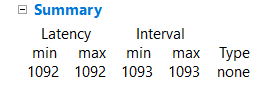 Summary
Latency Interval
min max min max Type
1092 1092 1093 1093 none